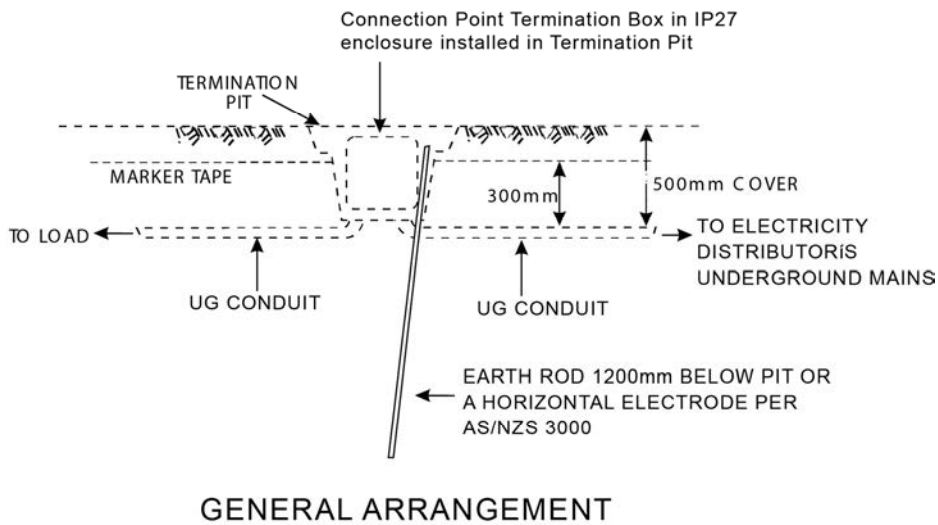 Connection Point Termination Box in IP27
enclosure installed in Termination Pit
TERMINATION
PIT
MARKER TAPE
300mm
500mm COVER
TO LOAD
TO ELECTRICITY
DISTRIBUTORíS
UNDERGROUND MAINS
UG CONDUIT
UG CONDUIT
EARTH ROD 1200mm BELOW PIT OR
A HORIZONTAL ELECTRODE PER
AS/NZS 3000
GENERAL ARRANGEMENT